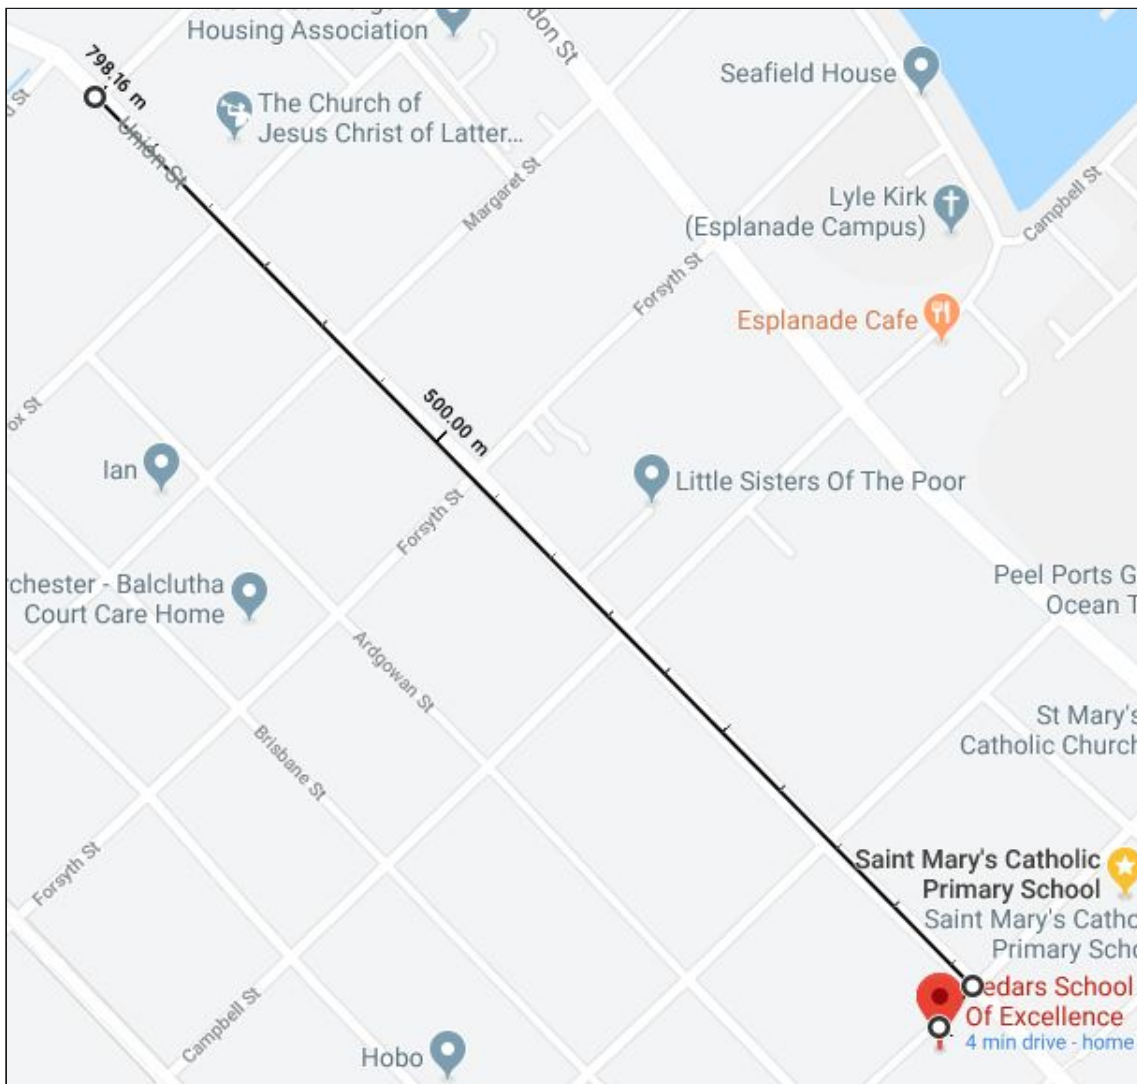 Housing Association
don St
798.16 m
Union St
The Church of
Jesus Christ of Latter...
Seafield House
Margaret St
Lyle Kirk
(Esplanade Campus)
Campbell St
Forsyth St
Esplanade Cafe
ox St
500.00 m
Ian
Little Sisters Of The Poor
Forsyth St
rchester - Balclutha
Court Care Home
Peel Ports G
Ocean T
Ardgowan St
St Mary's
Catholic Church
Brisbane St
Forsyth St
Saint Mary's Catholic
Primary School
Saint Mary's Catho
Primary Scho
edars School
Of Excellence
4 min drive - home
Campbell St
Hobo